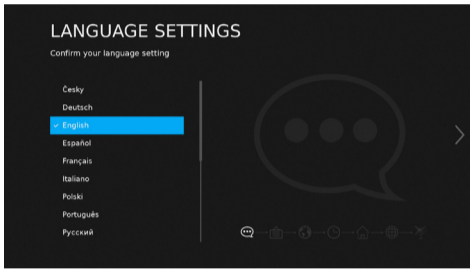 LANGUAGE SETTINGS
Confirm your language setting
Česky
Deutsch
English
Español
Français
Italiano
Polski
Português
Русский